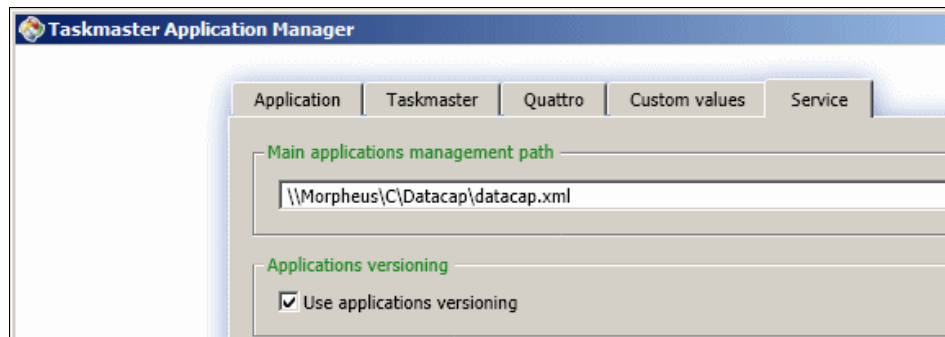 Taskmaster Application Manager
Application Taskmaster Quattro Custom values Service
Main applications management path
\\Morpheus\C\Datacap\datacap.xml
Applications versioning
Use applications versioning